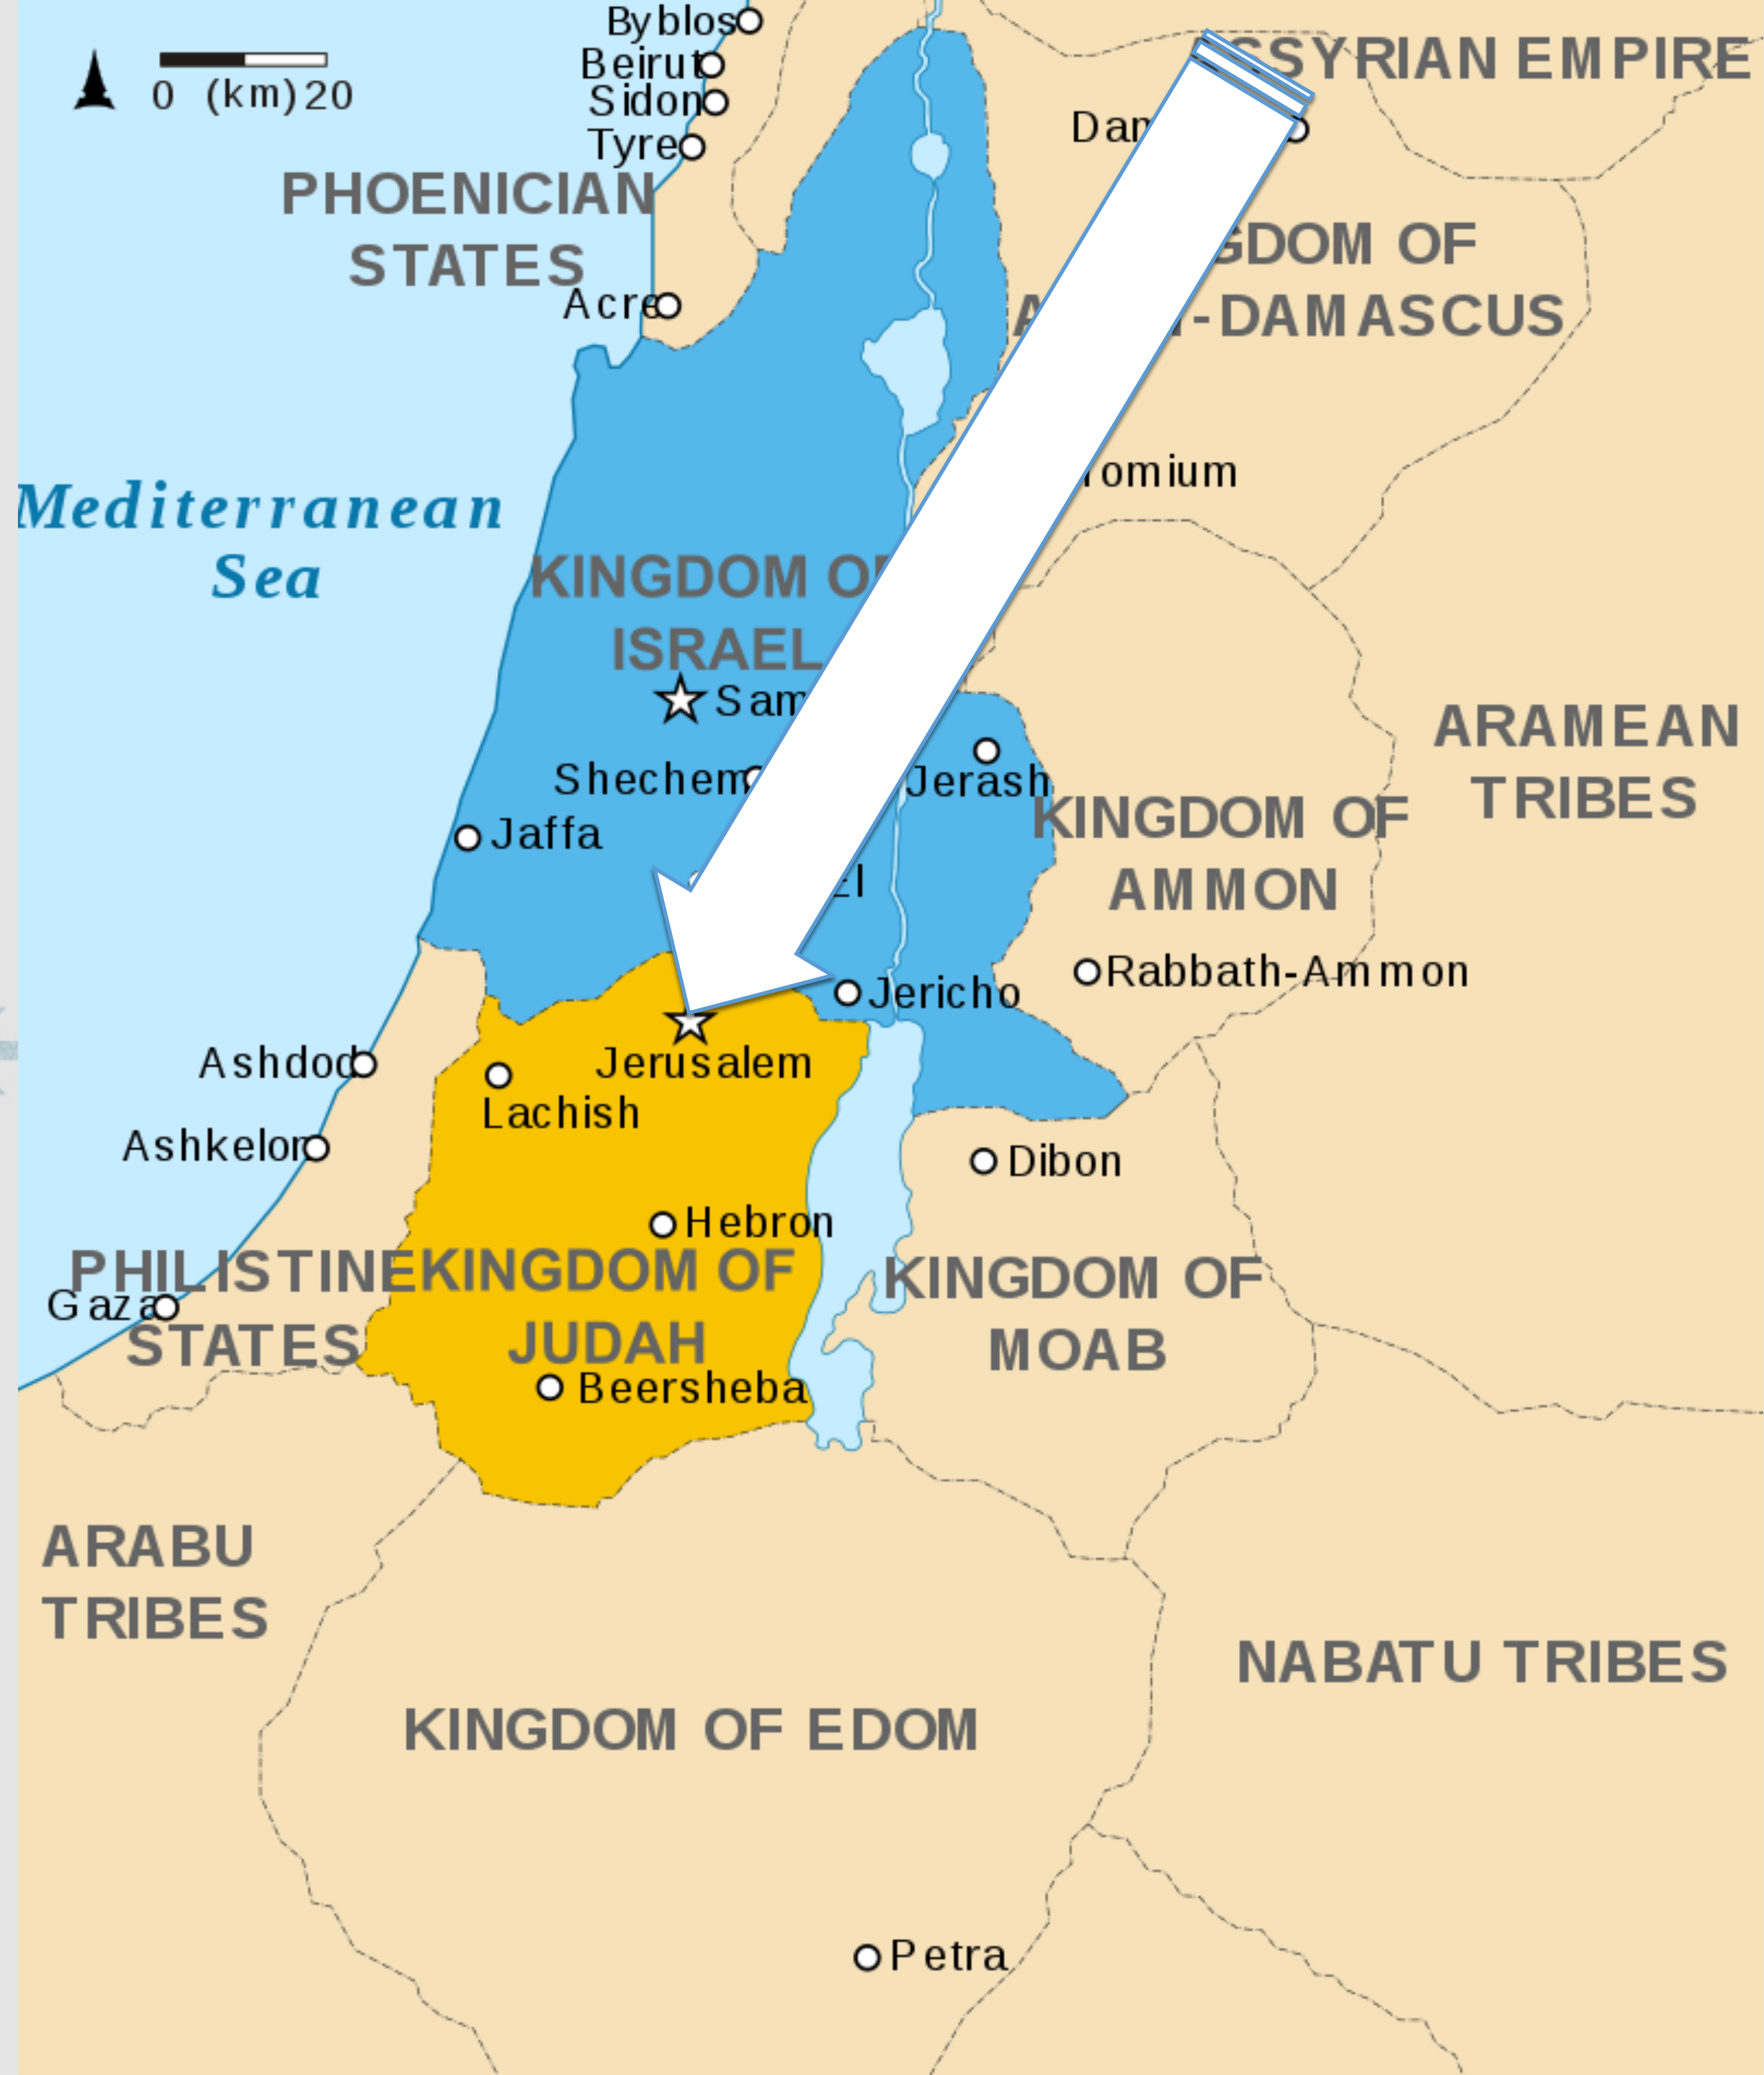 Byblos
Beirut
Sidon
0 (km) 20
Tyre
PHOENICIAN
STATES
Acre
SSYRIAN EMPIRE
Dam
GDOM OF
-DAMASCUS
omium
Mediterranean
Sea
KINGDOM OF
ISRAEL
Sam
Shechem
Jaffa
Jerash
El
ARAMEAN
TRIBES
KINGDOM OF
AMMON
Rabbath-Ammon
Jericho
Jerusalem
Ashdod
Lachish
Ashkelon
Dibon
Hebron
PHILISTINE
STATES
Gaza
KINGDOM OF
JUDAH
Beersheba
KINGDOM OF
MOAB
ARABU
TRIBES
NABATU TRIBES
KINGDOM OF EDOM
Petra